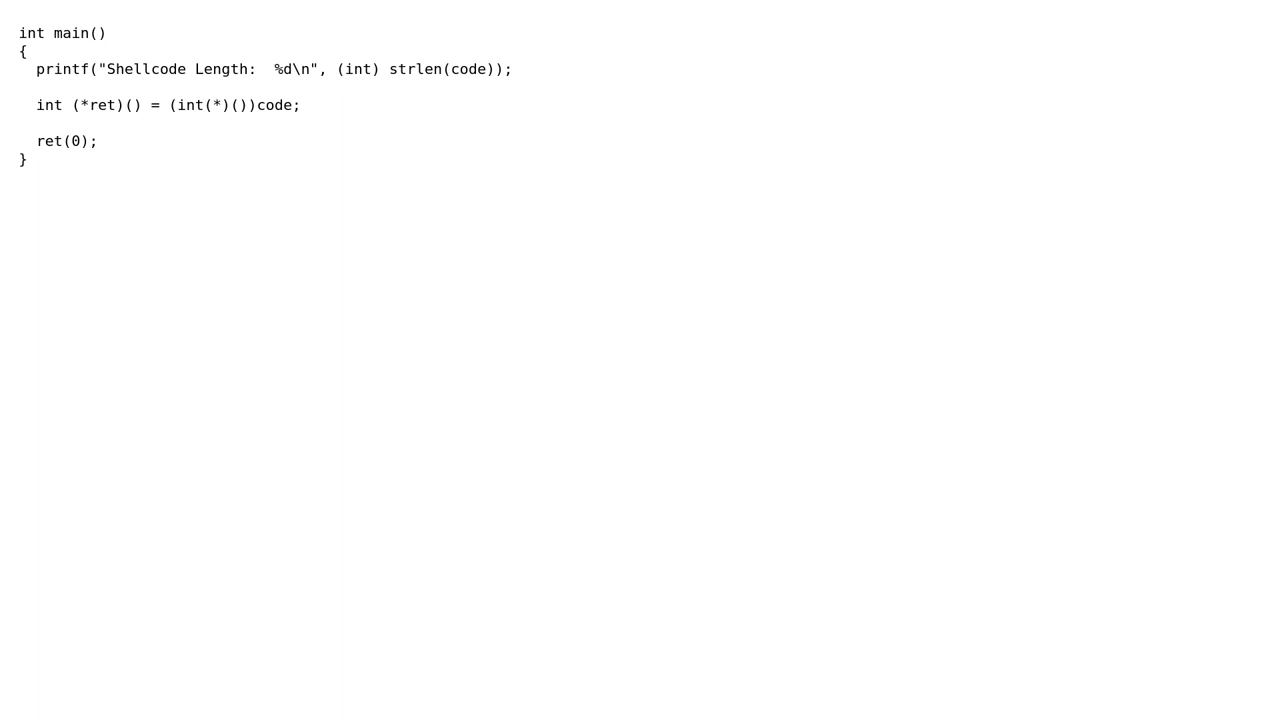 int main()
{
  printf("Shellcode Length:  %d\n", (int) strlen(code));
  int (*ret)() = (int(*)())code;
  ret(0);
}